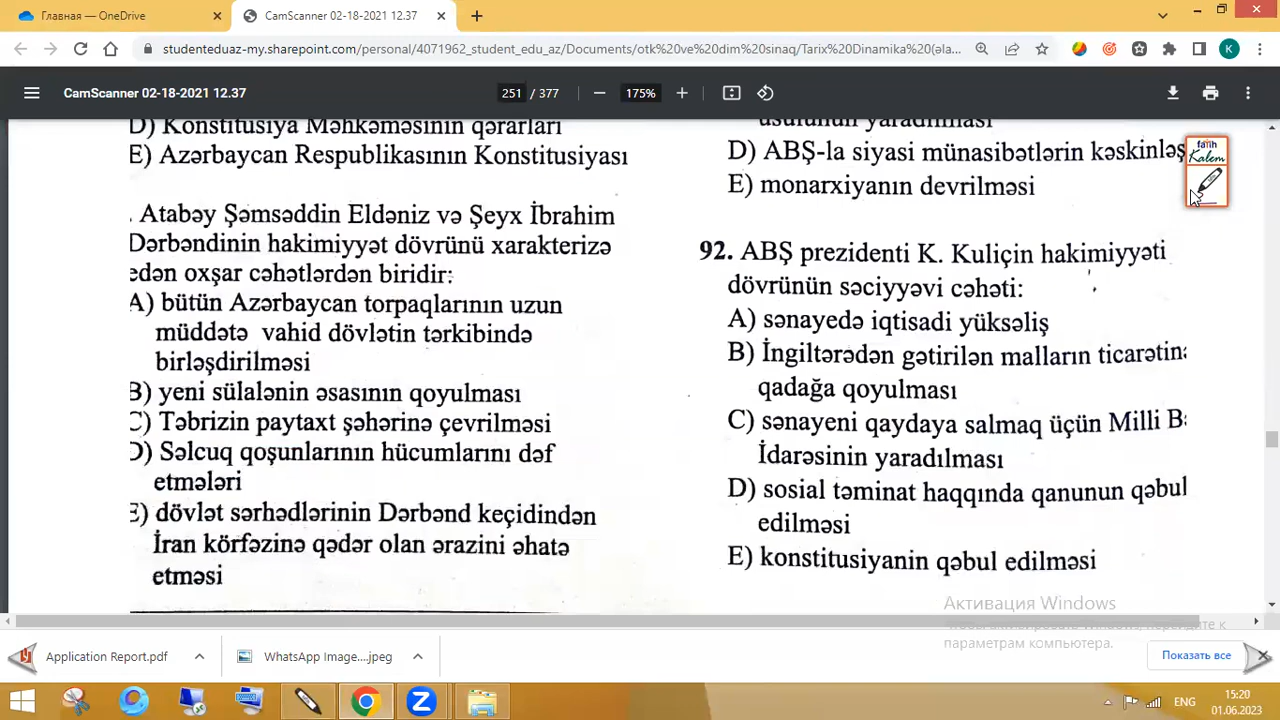 Главная — OneDrive
CamScanner 02-18-2021 12.37
studenteduaz-my.sharepoint.com/personal/4071962_student_edu_az/Documents/otk%20ve%20dim%20sinaq/Tarix%20Dinamika%20(əla...
K
CamScanner 02-18-2021 12.37
251 / 377
175%
D) Konstitusiya Məhkəməsinin qərarları
E) Azərbaycan Respublikasının Konstitusiyası
. Atabəy Şəmsəddin Eldəniz və Şeyx İbrahim
Dərbəndinin hakimiyyət dövrünü xarakterizə
edən oxşar cəhətlərdən biridir:
A) bütün Azərbaycan torpaqlarının uzun
müddətə vahid dövlətin tərkibində
birləşdirilməsi
B) yeni sülalənin əsasının qoyulması
C) Təbrizin paytaxt şəhərinə çevrilməsi
D) Səlcuq qoşunlarının hücumlarını dəf
etmələri
E) dövlət sərhədlərinin Dərbənd keçidindən
İran körfəzinə qədər olan ərazini əhatə
etməsi
üsulunun yaradılması
D) ABŞ-la siyasi münasibətlərin kəskinləş
E) monarxiyanın devrilməsi
92. ABŞ prezidenti K. Kuliçin hakimiyyəti
dövrünün səciyyəvi cəhəti:
A) sənayedə iqtisadi yüksəliş
B) İngiltərədən gətirilən malların ticarətinə
qadağa qoyulması
C) sənayeni qaydaya salmaq üçün Milli B
İdarəsinin yaradılması
D) sosial təminat haqqında qanunun qəbul
edilməsi
E) konstitusiyanin qəbul edilməsi
fatih
Kalem
Активация Windows
параметрам компьютера.
Application Report.pdf
WhatsApp Image....jpeg
Показать все
ENG
15:20
01.06.2023